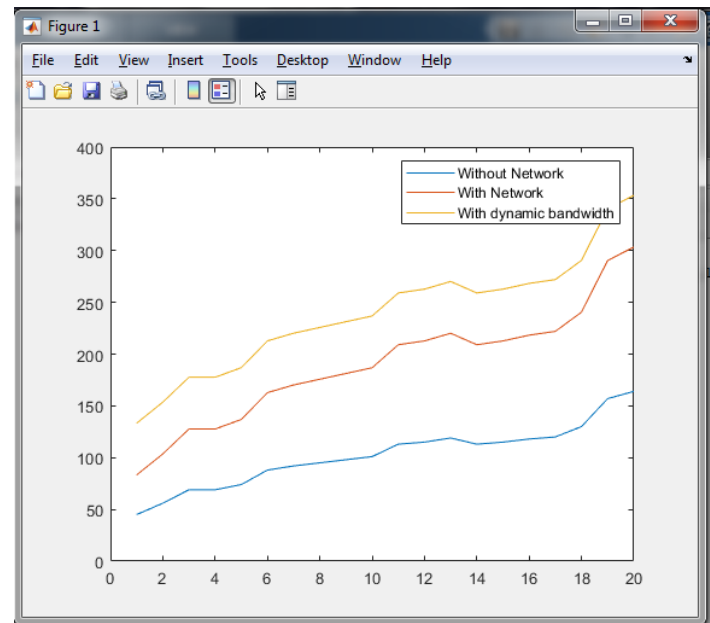 Figure 1
File Edit View Insert Tools Desktop Window Help
400
350
300
250
200
150
100
50
0
Without Network
With Network
With dynamic bandwidth
0 2 4 6 8 10 12 14 16 18 20